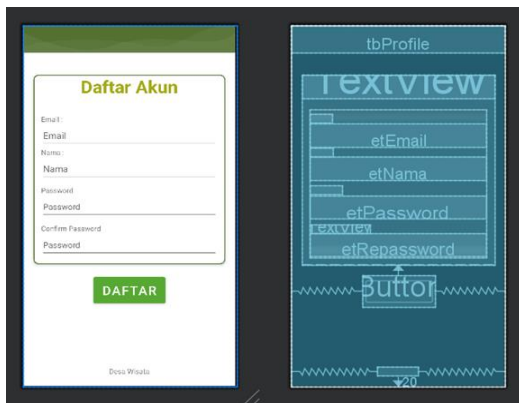 Daftar Akun
Email :
Email
Nama :
Nama
Password
Password
Confirm Password
Password
DAFTAR
Desa Wisata
tbProfile
TextView
etEmail
etNama
etPassword
TextView
etRepassword
Button
20